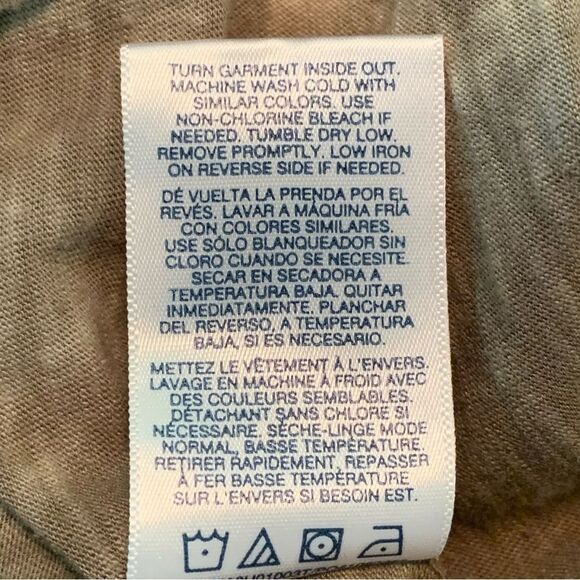 TURN GARMENT INSIDE OUT.
MACHINE WASH COLD WITH
SIMILAR COLORS. USE
NON-CHLORINE BLEACH IF
NEEDED. TUMBLE DRY LOW.
REMOVE PROMPTLY. LOW IRON
ON REVERSE SIDE IF NEEDED.
DÉ VUELTA LA PRENDA POR EL
REVÉS. LAVAR A MÁQUINA FRÍA
CON COLORES SIMILARES.
USE SÓLO BLANQUEADOR SIN
CLORO CUANDO SE NECESITE.
SECAR EN SECADORA A
TEMPERATURA BAJA. QUITAR
INMEDIATAMENTE. PLANCHAR
DEL REVERSO, A TEMPERATURA
BAJA, SI ES NECESARIO.
METTEZ LE VÊTEMENT À L'ENVERS.
LAVAGE EN MACHINE À FROID AVEC
DES COULEURS SEMBLABLES.
DÉTACHANT SANS CHLORE SI
NÉCESSAIRE. SÈCHE-LINGE MODE
NORMAL, BASSE TEMPÉRATURE.
RETIRER RAPIDEMENT, REPASSER
À FER BASSE TEMPÉRATURE
SUR L'ENVERS SI BESOIN EST.